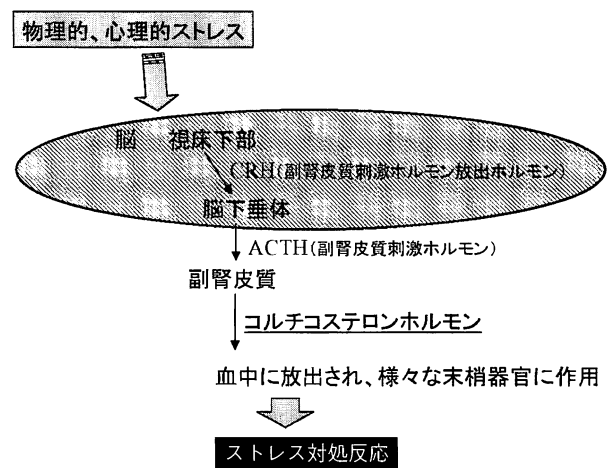 物理的、心理的ストレス
脳 視床下部
CRH(副腎皮質刺激ホルモン放出ホルモン)
脳下垂体
ACTH(副腎皮質刺激ホルモン)
副腎皮質
コルチコステロンホルモン
血中に放出され、様々な末梢器官に作用
ストレス対処反応